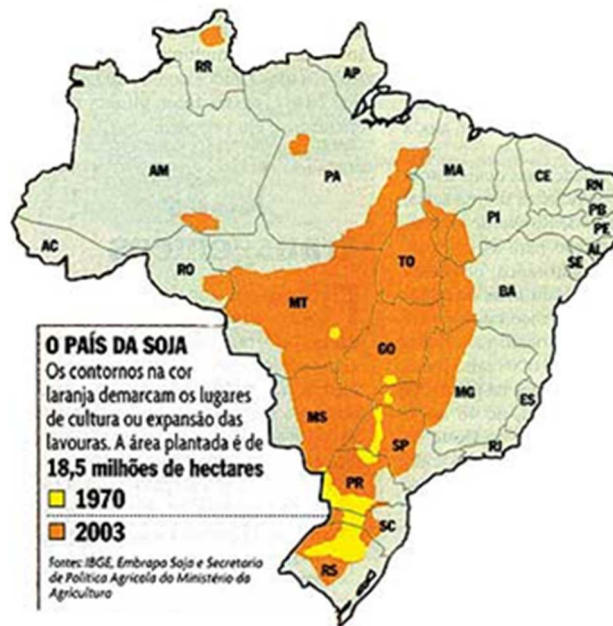 RR
AP
AM
PA
MA
CE
RN
PB
PE
AL
SE
PI
AC
RO
TO
BA
MT
GO
MG
ES
MS
SP
RJ
PR
SC
RS
O PAÍS DA SOJA
Os contornos na cor
laranja demarcam os lugares
de cultura ou expansão das
lavouras. A área plantada é de
18,5 milhões de hectares
1970
2003
Fontes: IBGE, Embrapa Soja e Secretaria
de Política Agrícola do Ministério da
Agricultura